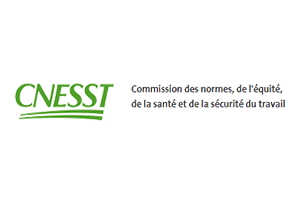 CNESST
Commission des normes, de l'équité,
de la santé et de la sécurité du travail